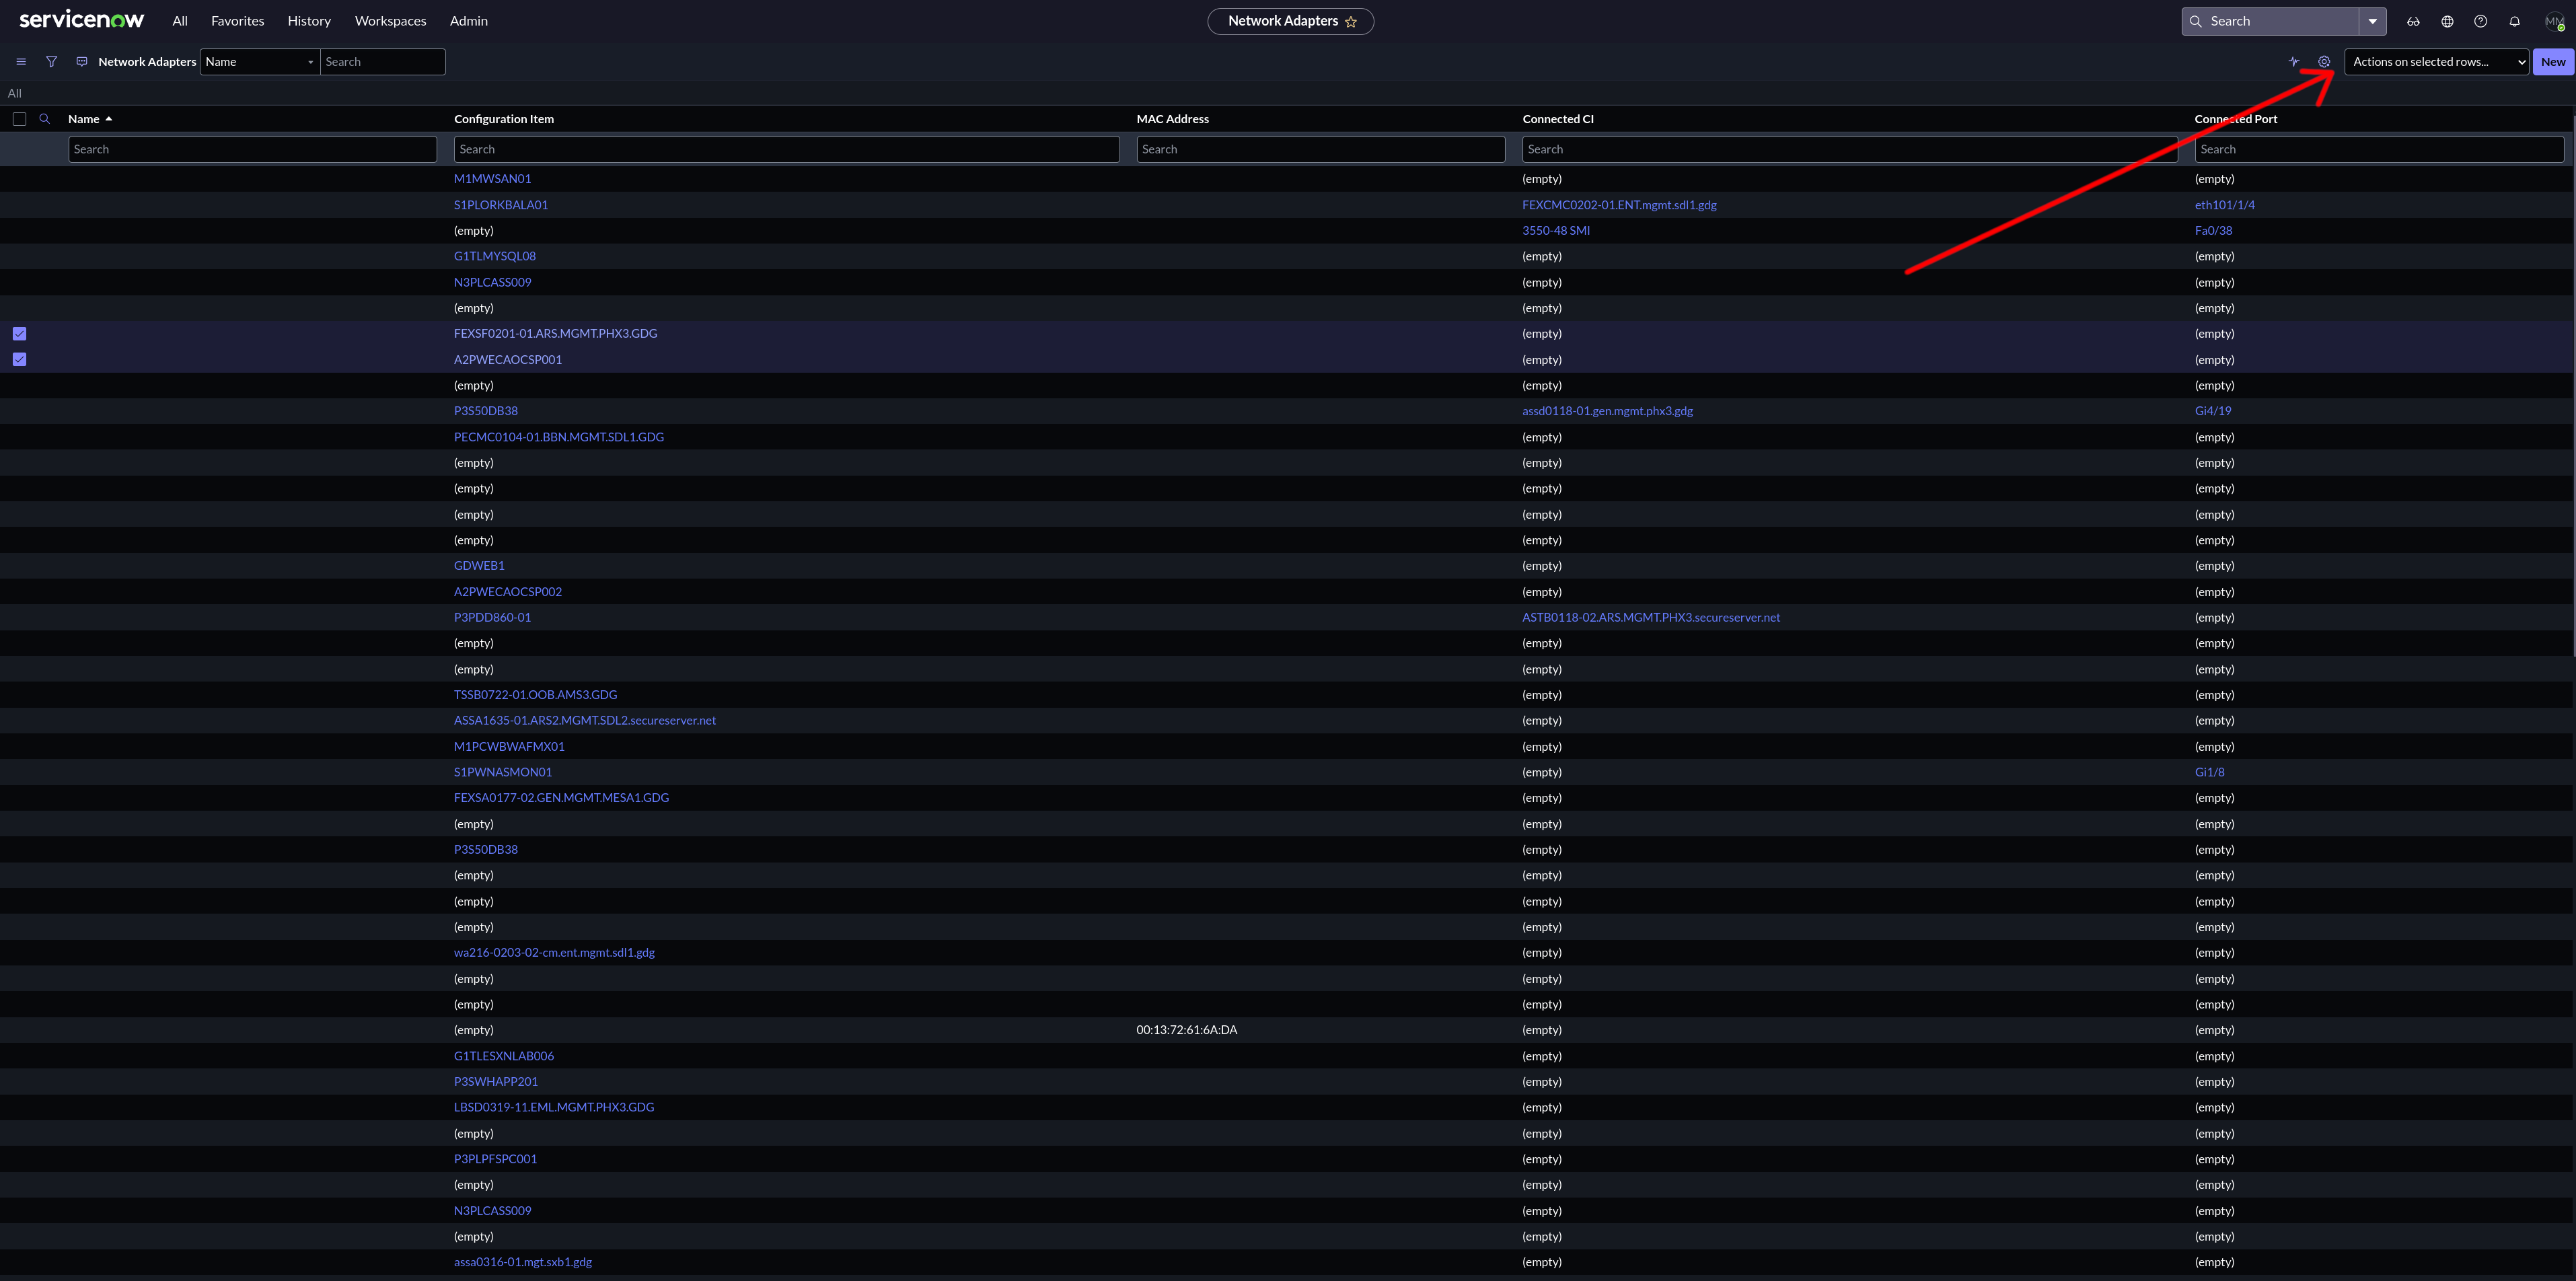 servicenow All Favorites History Workspaces Admin Network Adapters Search MM
Network Adapters Name Search Actions on selected rows... New
All
Name Configuration Item MAC Address Connected CI Connected Port
Search Search Search Search Search
M1MWSAN01 (empty) (empty)
S1PLORKBALA01 FEXCMC0202-01.ENT.mgmt.sdl1.gdg eth101/1/4
(empty) 3550-48 SMI Fa0/38
G1TLMYSQL08 (empty) (empty)
N3PLCASS009 (empty) (empty)
(empty) (empty) (empty)
FEXSF0201-01.ARS.MGMT.PHX3.GDG (empty) (empty)
A2PWECAOCSP001 (empty) (empty)
(empty) (empty) (empty)
P3S50DB38 assd0118-01.gen.mgmt.phx3.gdg Gi4/19
PECMC0104-01.BBN.MGMT.SDL1.GDG (empty) (empty)
(empty) (empty) (empty)
(empty) (empty) (empty)
(empty) (empty) (empty)
(empty) (empty) (empty)
GDWEB1 (empty) (empty)
A2PWECAOCSP002 (empty) (empty)
P3PDD860-01 ASTB0118-02.ARS.MGMT.PHX3.secureserver.net (empty)
(empty) (empty) (empty)
(empty) (empty) (empty)
TSSB0722-01.OOB.AMS3.GDG (empty) (empty)
ASSA1635-01.ARS2.MGMT.SDL2.secureserver.net (empty) (empty)
M1PCWBWAFMX01 (empty) (empty)
S1PWNASMON01 (empty) Gi1/8
FEXSA0177-02.GEN.MGMT.MESA1.GDG (empty) (empty)
(empty) (empty) (empty)
P3S50DB38 (empty) (empty)
(empty) (empty) (empty)
(empty) (empty) (empty)
(empty) (empty) (empty)
wa216-0203-02-cm.ent.mgmt.sdl1.gdg (empty) (empty)
(empty) (empty) (empty)
(empty) (empty) (empty)
(empty) 00:13:72:61:6A:DA (empty) (empty)
G1TLESXNLAB006 (empty) (empty)
P3SWHAPP201 (empty) (empty)
LBSD0319-11.EML.MGMT.PHX3.GDG (empty) (empty)
(empty) (empty) (empty)
P3PLPFSPC001 (empty) (empty)
(empty) (empty) (empty)
N3PLCASS009 (empty) (empty)
(empty) (empty) (empty)
assa0316-01.mgt.sxb1.gdg (empty) (empty)